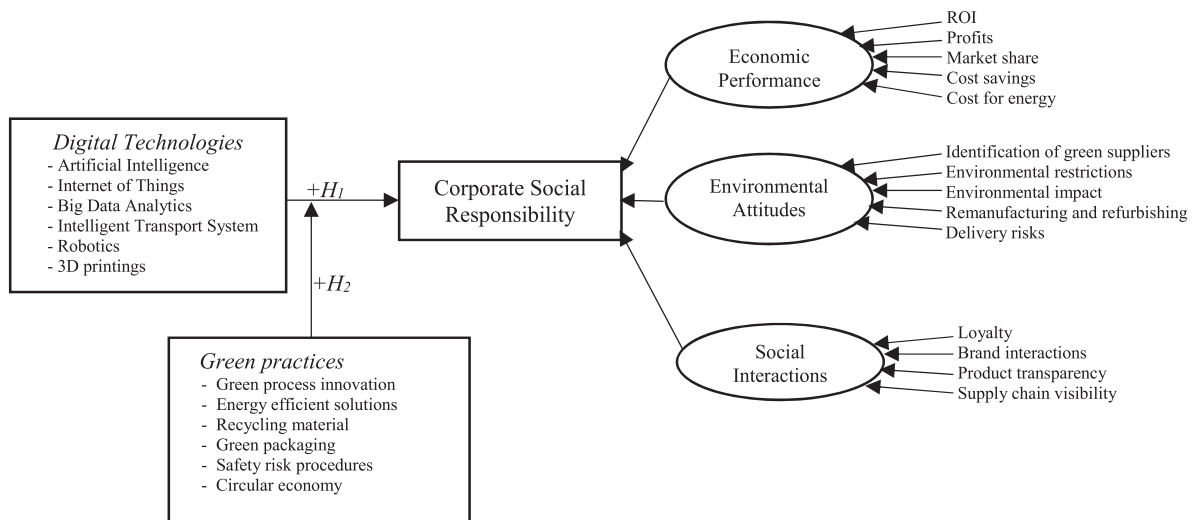 Digital Technologies
- Artificial Intelligence
- Internet of Things
- Big Data Analytics
- Intelligent Transport System
- Robotics
- 3D printings
+H1
+H2
Green practices
- Green process innovation
- Energy efficient solutions
- Recycling material
- Green packaging
- Safety risk procedures
- Circular economy
Corporate Social
Responsibility
Economic
Performance
ROI
Profits
Market share
Cost savings
Cost for energy
Environmental
Attitudes
Identification of green suppliers
Environmental restrictions
Environmental impact
Remanufacturing and refurbishing
Delivery risks
Social
Interactions
Loyalty
Brand interactions
Product transparency
Supply chain visibility